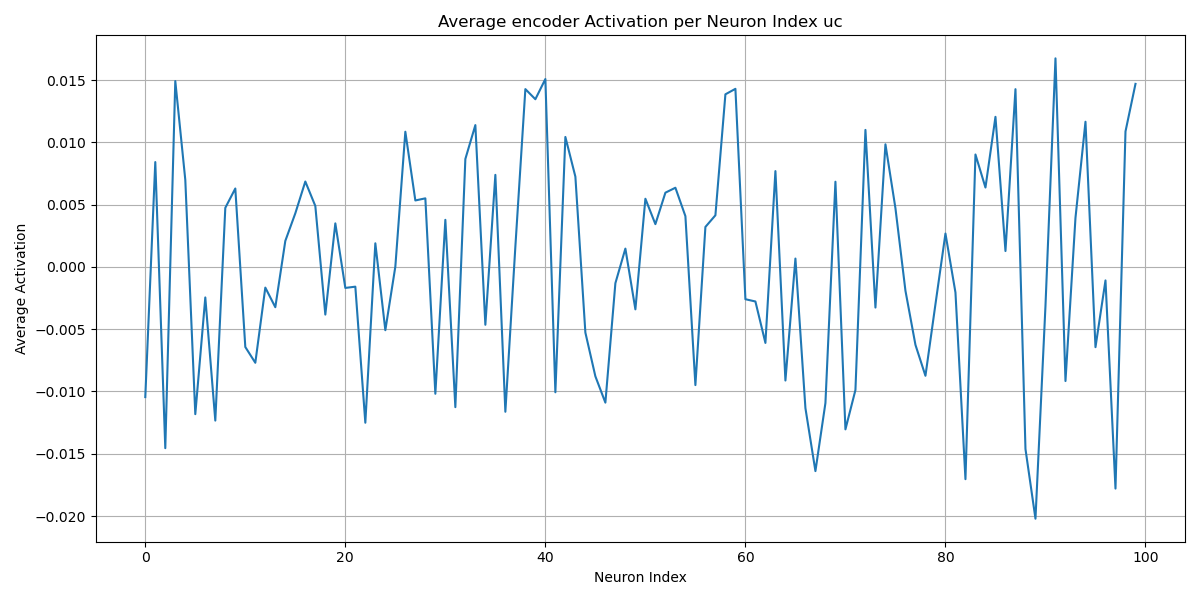 Average encoder Activation per Neuron Index uc
0.015
0.010
0.005
0.000
−0.005
−0.010
−0.015
−0.020
Average Activation
0 20 40 60 80 100
Neuron Index